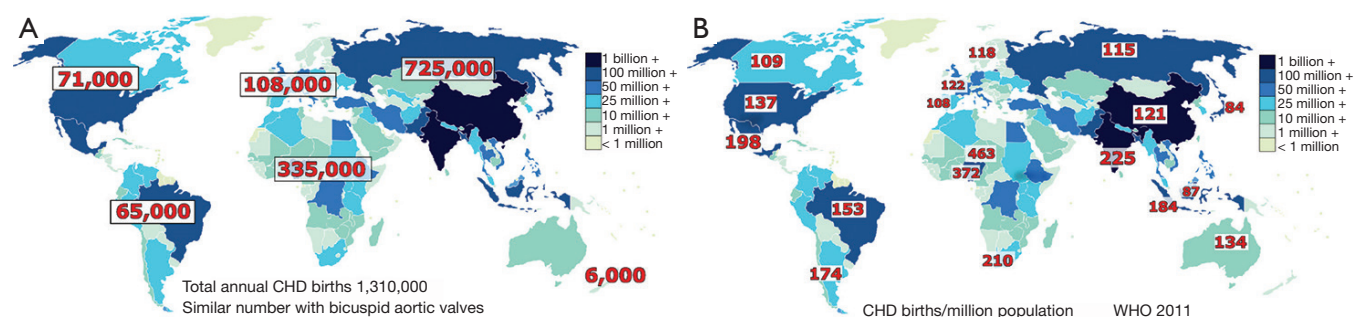 A
71,000
108,000
725,000
335,000
65,000
6,000
1 billion +
100 million +
50 million +
25 million +
10 million +
1 million +
< 1 million
Total annual CHD births 1,310,000
Similar number with bicuspid aortic valves
B
109
118
115
137
122
108
121
84
198
463
372
225
87
184
153
134
174
210
1 billion +
100 million +
50 million +
25 million +
10 million +
1 million +
< 1 million
CHD births/million population WHO 2011